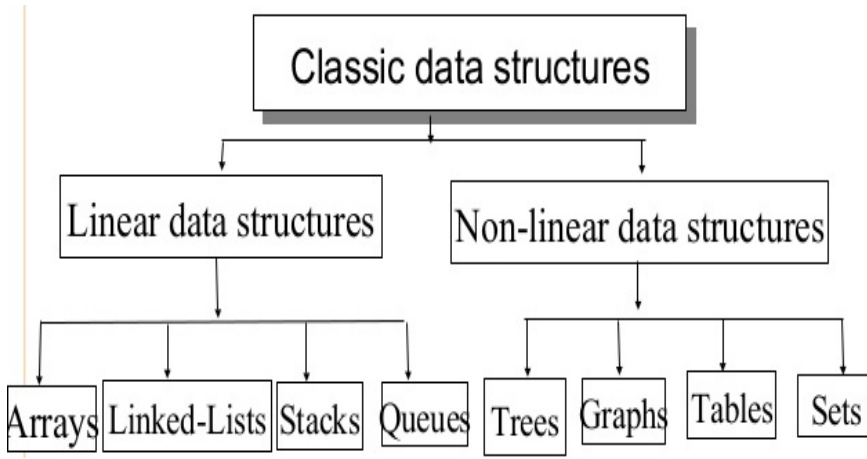 Classic data structures
Linear data structures
Non-linear data structures
Arrays
Linked-Lists
Stacks
Queues
Trees
Graphs
Tables
Sets